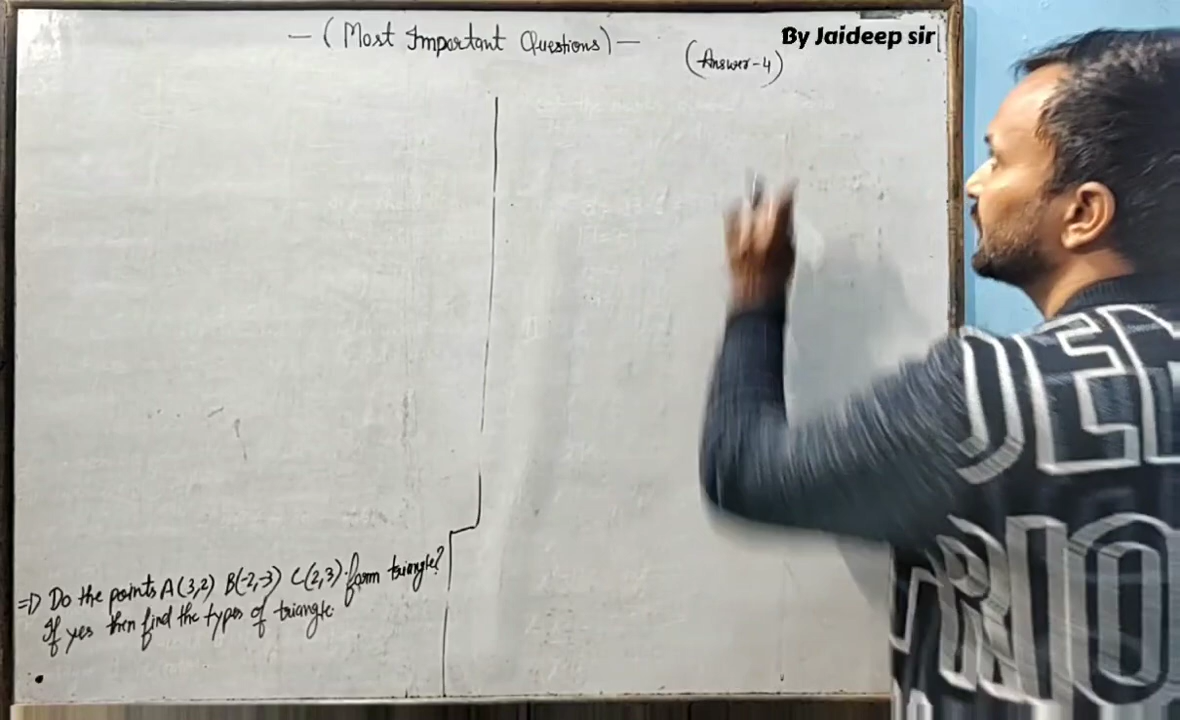 — (Most Important Questions) —
By Jaideep sir
(Answer-4)
=> Do the points A(3,2) B(-2,-3) C(2,3) form triangle?
If yes then find the types of triangle.